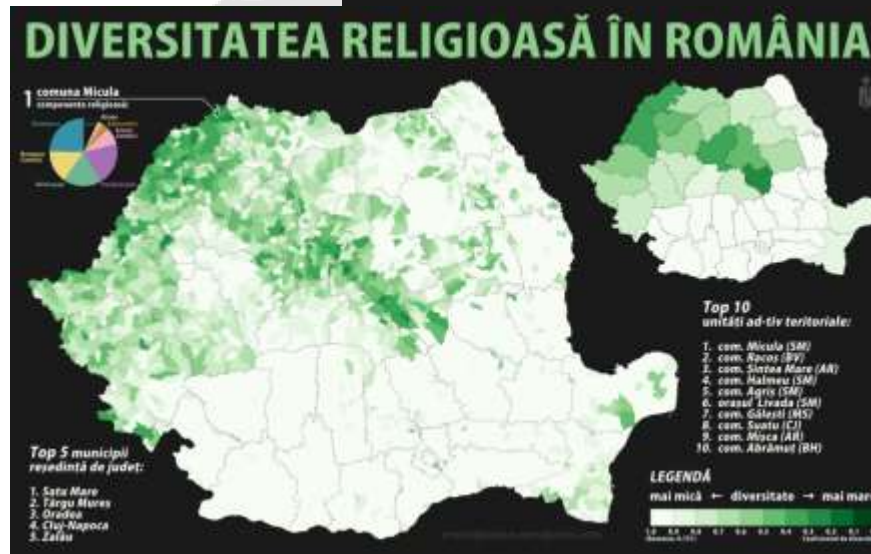 DIVERSITATEA RELIGIOASĂ ÎN ROMÂNIA
1 comuna Micula
componența religioasă:
Top 10
unități ad-tiv teritoriale:
1. com. Micula (SM)
2. com. Racoș (BV)
3. com. Sintea Mare (AR)
4. com. Halmeu (SM)
5. com. Agriș (SM)
6. orașul Livada (SM)
7. com. Gălești (MS)
8. com. Suatu (CJ)
9. com. Mișca (AR)
10. com. Abrămuț (BH)
Top 5 municipii
reședință de județ:
1. Satu Mare
2. Târgu Mureș
3. Oradea
4. Cluj-Napoca
5. Zalău
LEGENDĂ
mai mică ← diversitate → mai mare